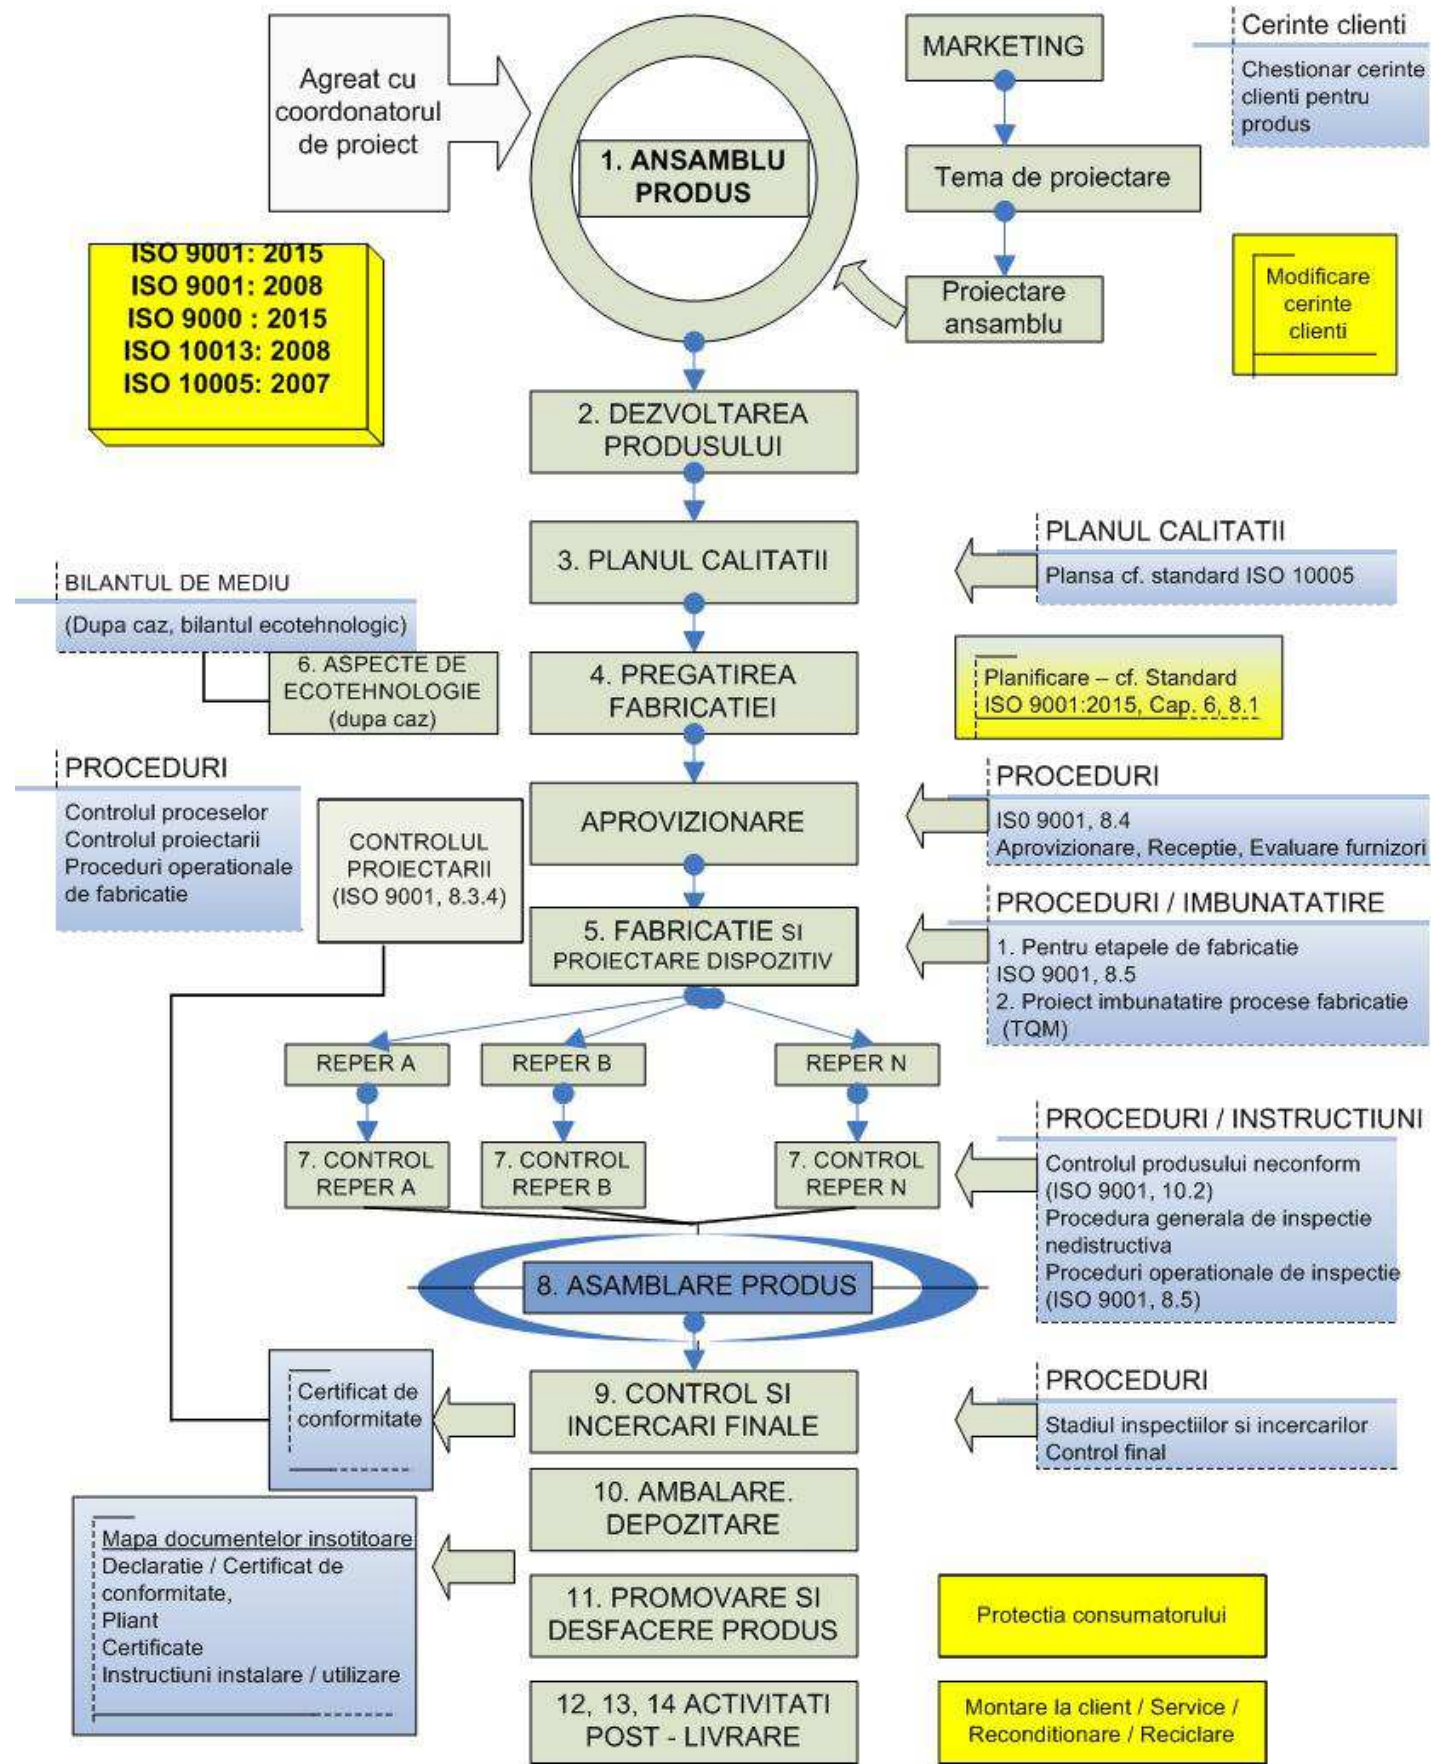 Agreat cu
coordonatorul
de proiect
1. ANSAMBLU
PRODUS
MARKETING
Tema de proiectare
Proiectare
ansamblu
Cerinte clienti
Chestionar cerinte
clienti pentru
produs
ISO 9001: 2015
ISO 9001: 2008
ISO 9000 : 2015
ISO 10013: 2008
ISO 10005: 2007
Modificare
cerinte
clienti
2. DEZVOLTAREA
PRODUSULUI
3. PLANUL CALITATII
PLANUL CALITATII
Plansa cf. standard ISO 10005
BILANTUL DE MEDIU
(Dupa caz, bilantul ecotehnologic)
6. ASPECTE DE
ECOTEHNOLOGIE
(dupa caz)
4. PREGATIREA
FABRICATIEI
Planificare – cf. Standard
ISO 9001:2015, Cap. 6, 8.1
PROCEDURI
Controlul proceselor
Controlul proiectarii
Proceduri operationale
de fabricatie
CONTROLUL
PROIECTARII
(ISO 9001, 8.3.4)
APROVIZIONARE
PROCEDURI
IS0 9001, 8.4
Aprovizionare, Receptie, Evaluare furnizori
5. FABRICATIE SI
PROIECTARE DISPOZITIV
PROCEDURI / IMBUNATATIRE
1. Pentru etapele de fabricatie
ISO 9001, 8.5
2. Proiect imbunatatire procese fabricatie
(TQM)
REPER A
REPER B
REPER N
7. CONTROL
REPER A
7. CONTROL
REPER B
7. CONTROL
REPER N
PROCEDURI / INSTRUCTIUNI
Controlul produsului neconform
(ISO 9001, 10.2)
Procedura generala de inspectie
nedistructiva
Proceduri operationale de inspectie
(ISO 9001, 8.5)
8. ASAMBLARE PRODUS
Certificat de
conformitate
9. CONTROL SI
INCERCARI FINALE
PROCEDURI
Stadiul inspectiilor si incercarilor
Control final
10. AMBALARE.
DEPOZITARE
Mapa documentelor insotitoare
Declaratie / Certificat de
conformitate,
Pliant
Certificate
Instructiuni instalare / utilizare
11. PROMOVARE SI
DESFACERE PRODUS
Protectia consumatorului
12, 13, 14 ACTIVITATI
POST - LIVRARE
Montare la client / Service /
Reconditionare / Reciclare